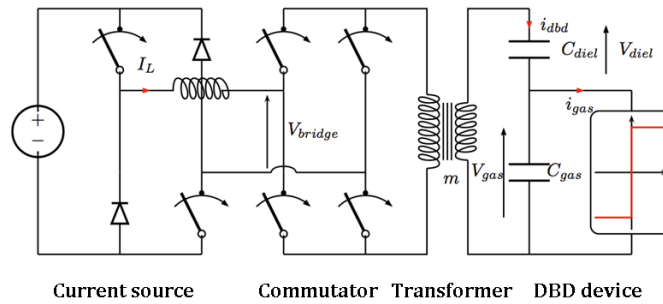 I_L
V_bridge
m
i_dbd
C_diel
V_diel
i_gas
V_gas
C_gas
Current source
Commutator
Transformer
DBD device